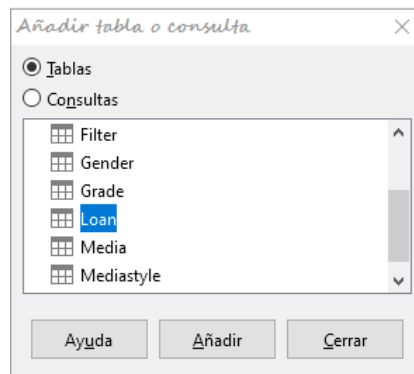 Añadir tabla o consulta
Tablas
Consultas
Filter
Gender
Grade
Loan
Media
Mediastyle
Ayuda Añadir Cerrar